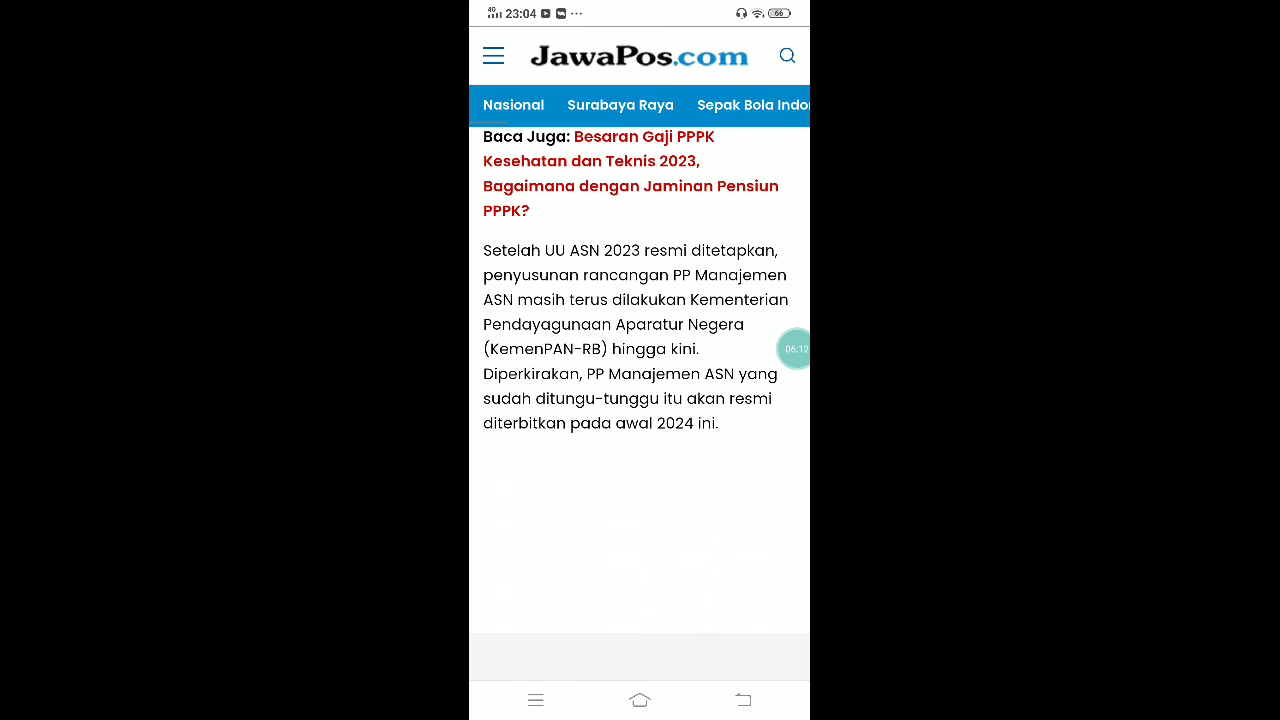 4G 23:04 66
JawaPos.com
Nasional Surabaya Raya Sepak Bola Indo
Baca Juga: Besaran Gaji PPPK
Kesehatan dan Teknis 2023,
Bagaimana dengan Jaminan Pensiun
PPPK?
Setelah UU ASN 2023 resmi ditetapkan,
penyusunan rancangan PP Manajemen
ASN masih terus dilakukan Kementerian
Pendayagunaan Aparatur Negera
(KemenPAN-RB) hingga kini.
06:12
Diperkirakan, PP Manajemen ASN yang
sudah ditungu-tunggu itu akan resmi
diterbitkan pada awal 2024 ini.